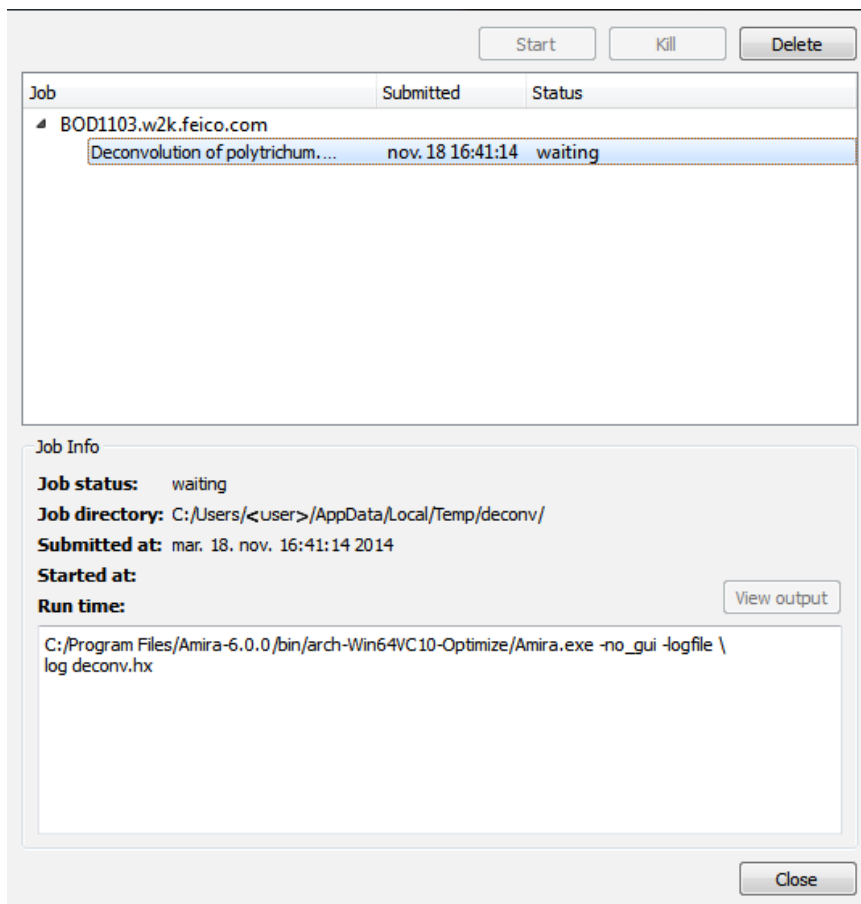 Start Kill Delete
Job Submitted Status
BOD1103.w2k.feico.com
Deconvolution of polytrichum.... nov. 18 16:41:14 waiting
Job Info
Job status: waiting
Job directory: C:/Users/<user>/AppData/Local/Temp/deconv/
Submitted at: mar. 18. nov. 16:41:14 2014
Started at:
Run time:
View output
C:/Program Files/Amira-6.0.0/bin/arch-Win64VC10-Optimize/Amira.exe -no_gui -logfile \
log deconv.hx
Close